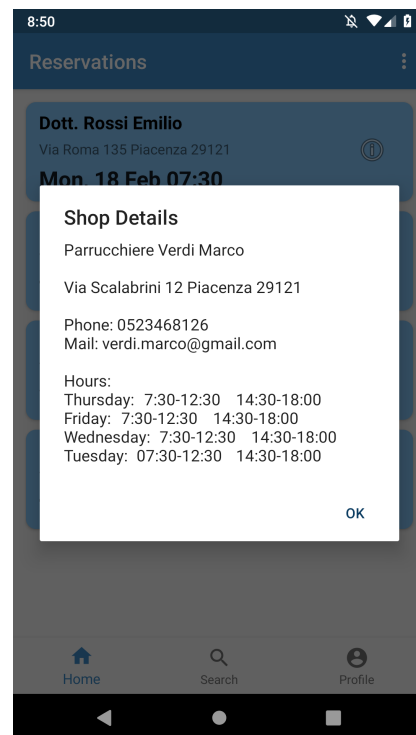 8:50
Reservations
Dott. Rossi Emilio
Via Roma 135 Piacenza 29121
Mon. 18 Feb 07:30
Shop Details
Parrucchiere Verdi Marco
Via Scalabrini 12 Piacenza 29121
Phone: 0523468126
Mail: verdi.marco@gmail.com
Hours:
Thursday: 7:30-12:30 14:30-18:00
Friday: 7:30-12:30 14:30-18:00
Wednesday: 7:30-12:30 14:30-18:00
Tuesday: 07:30-12:30 14:30-18:00
OK
Home
Search
Profile